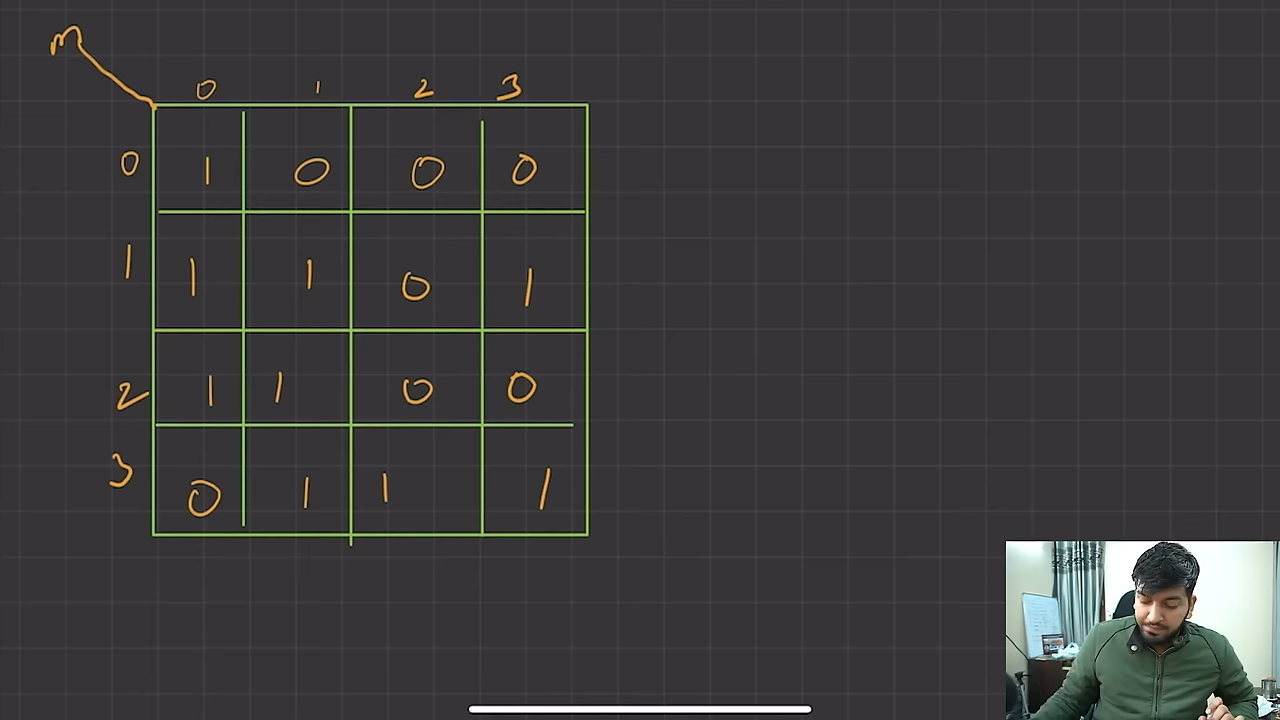 m
0 1 2 3
0 1 0 0 0
1 1 1 0 1
2 1 1 0 0
3 0 1 1 1